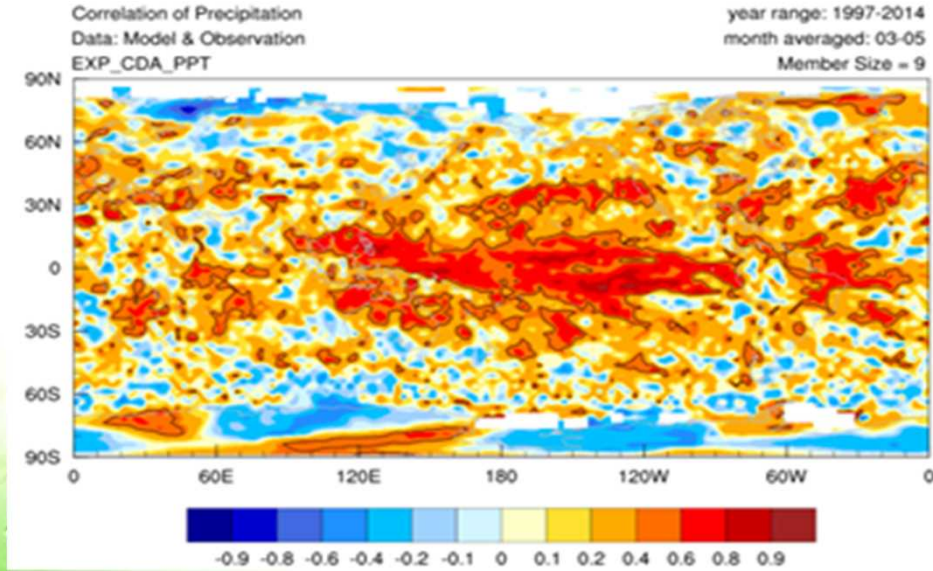 Correlation of Precipitation
year range: 1997-2014
Data: Model & Observation
month averaged: 03-05
EXP_CDA_PPT
Member Size = 9
90N
60N
30N
0
30S
60S
90S
0 60E 120E 180 120W 60W 0
-0.9 -0.8 -0.6 -0.4 -0.2 -0.1 0 0.1 0.2 0.4 0.6 0.8 0.9